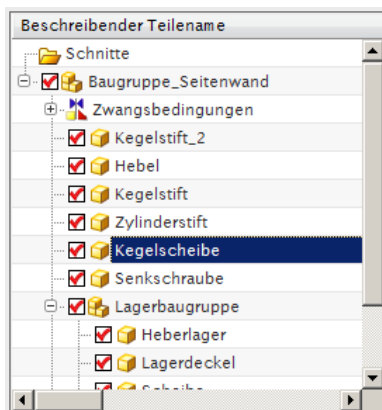 Beschreibender Teilename
Schnitte
Baugruppe_Seitenwand
Zwangsbedingungen
Kegelstift_2
Hebel
Kegelstift
Zylinderstift
Kegelscheibe
Senkschraube
Lagerbaugruppe
Heberlager
Lagerdeckel